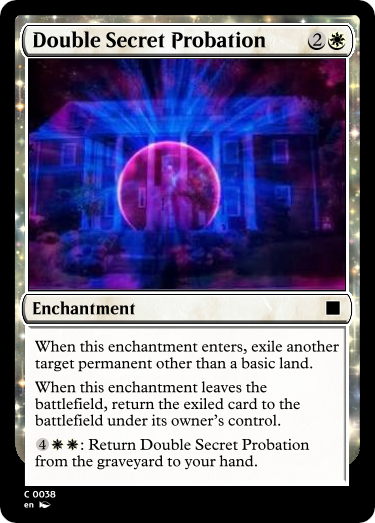 Double Secret Probation 2
Enchantment
When this enchantment enters, exile another
target permanent other than a basic land.
When this enchantment leaves the
battlefield, return the exiled card to the
battlefield under its owner's control.
4: Return Double Secret Probation
from the graveyard to your hand.
C 0038
en